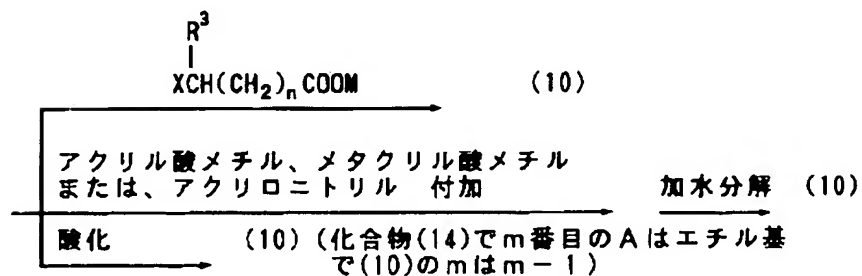 R³
XCH(CH₂)ₙCOOM (10)
アクリル酸メチル、メタクリル酸メチル
または、アクリロニトリル 付加 加水分解 (10)
酸化 (10) (化合物(14)でm番目のAはエチル基
で(10)のmはm-1)